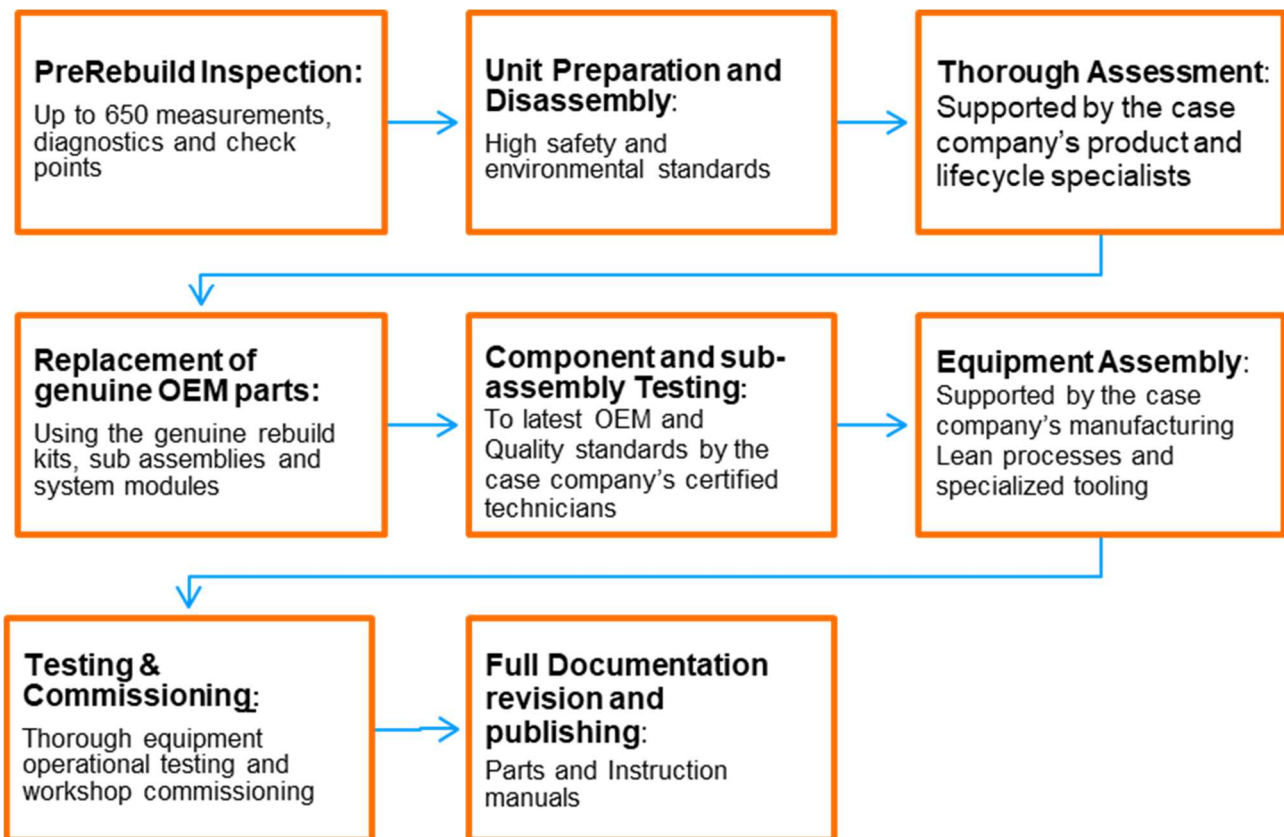 PreRebuild Inspection:
Up to 650 measurements,
diagnostics and check
points
Unit Preparation and
Disassembly:
High safety and
environmental standards
Thorough Assessment:
Supported by the case
company's product and
lifecycle specialists
Replacement of
genuine OEM parts:
Using the genuine rebuild
kits, sub assemblies and
system modules
Component and sub-
assembly Testing:
To latest OEM and
Quality standards by the
case company's certified
technicians
Equipment Assembly:
Supported by the case
company's manufacturing
Lean processes and
specialized tooling
Testing &
Commissioning:
Thorough equipment
operational testing and
workshop commissioning
Full Documentation
revision and
publishing:
Parts and Instruction
manuals